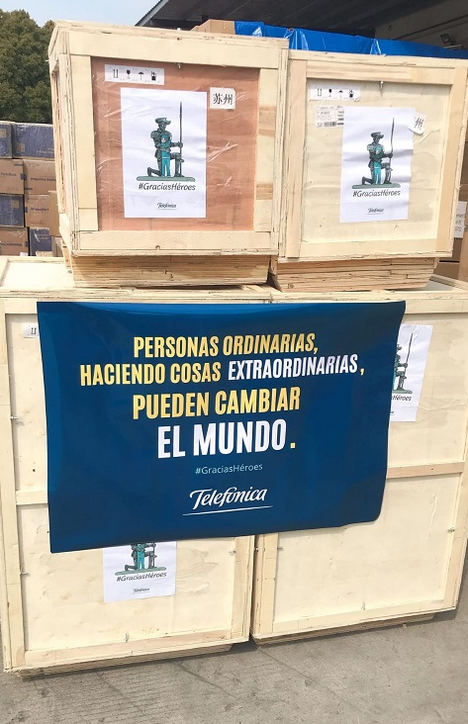 苏州
州
#GraciasHéroes
Telefónica
#GraciasHéroes
Telefónica
PERSONAS ORDINARIAS,
HACIENDO COSAS EXTRAORDINARIAS,
PUEDEN CAMBIAR
EL MUNDO.
#GraciasHéroes
Telefónica
#GraciasHéroes
Telefónica